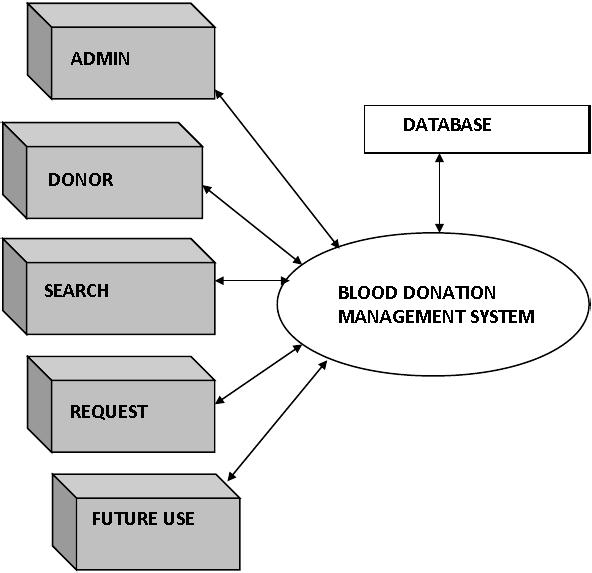 ADMIN
DATABASE
DONOR
SEARCH
BLOOD DONATION
MANAGEMENT SYSTEM
REQUEST
FUTURE USE